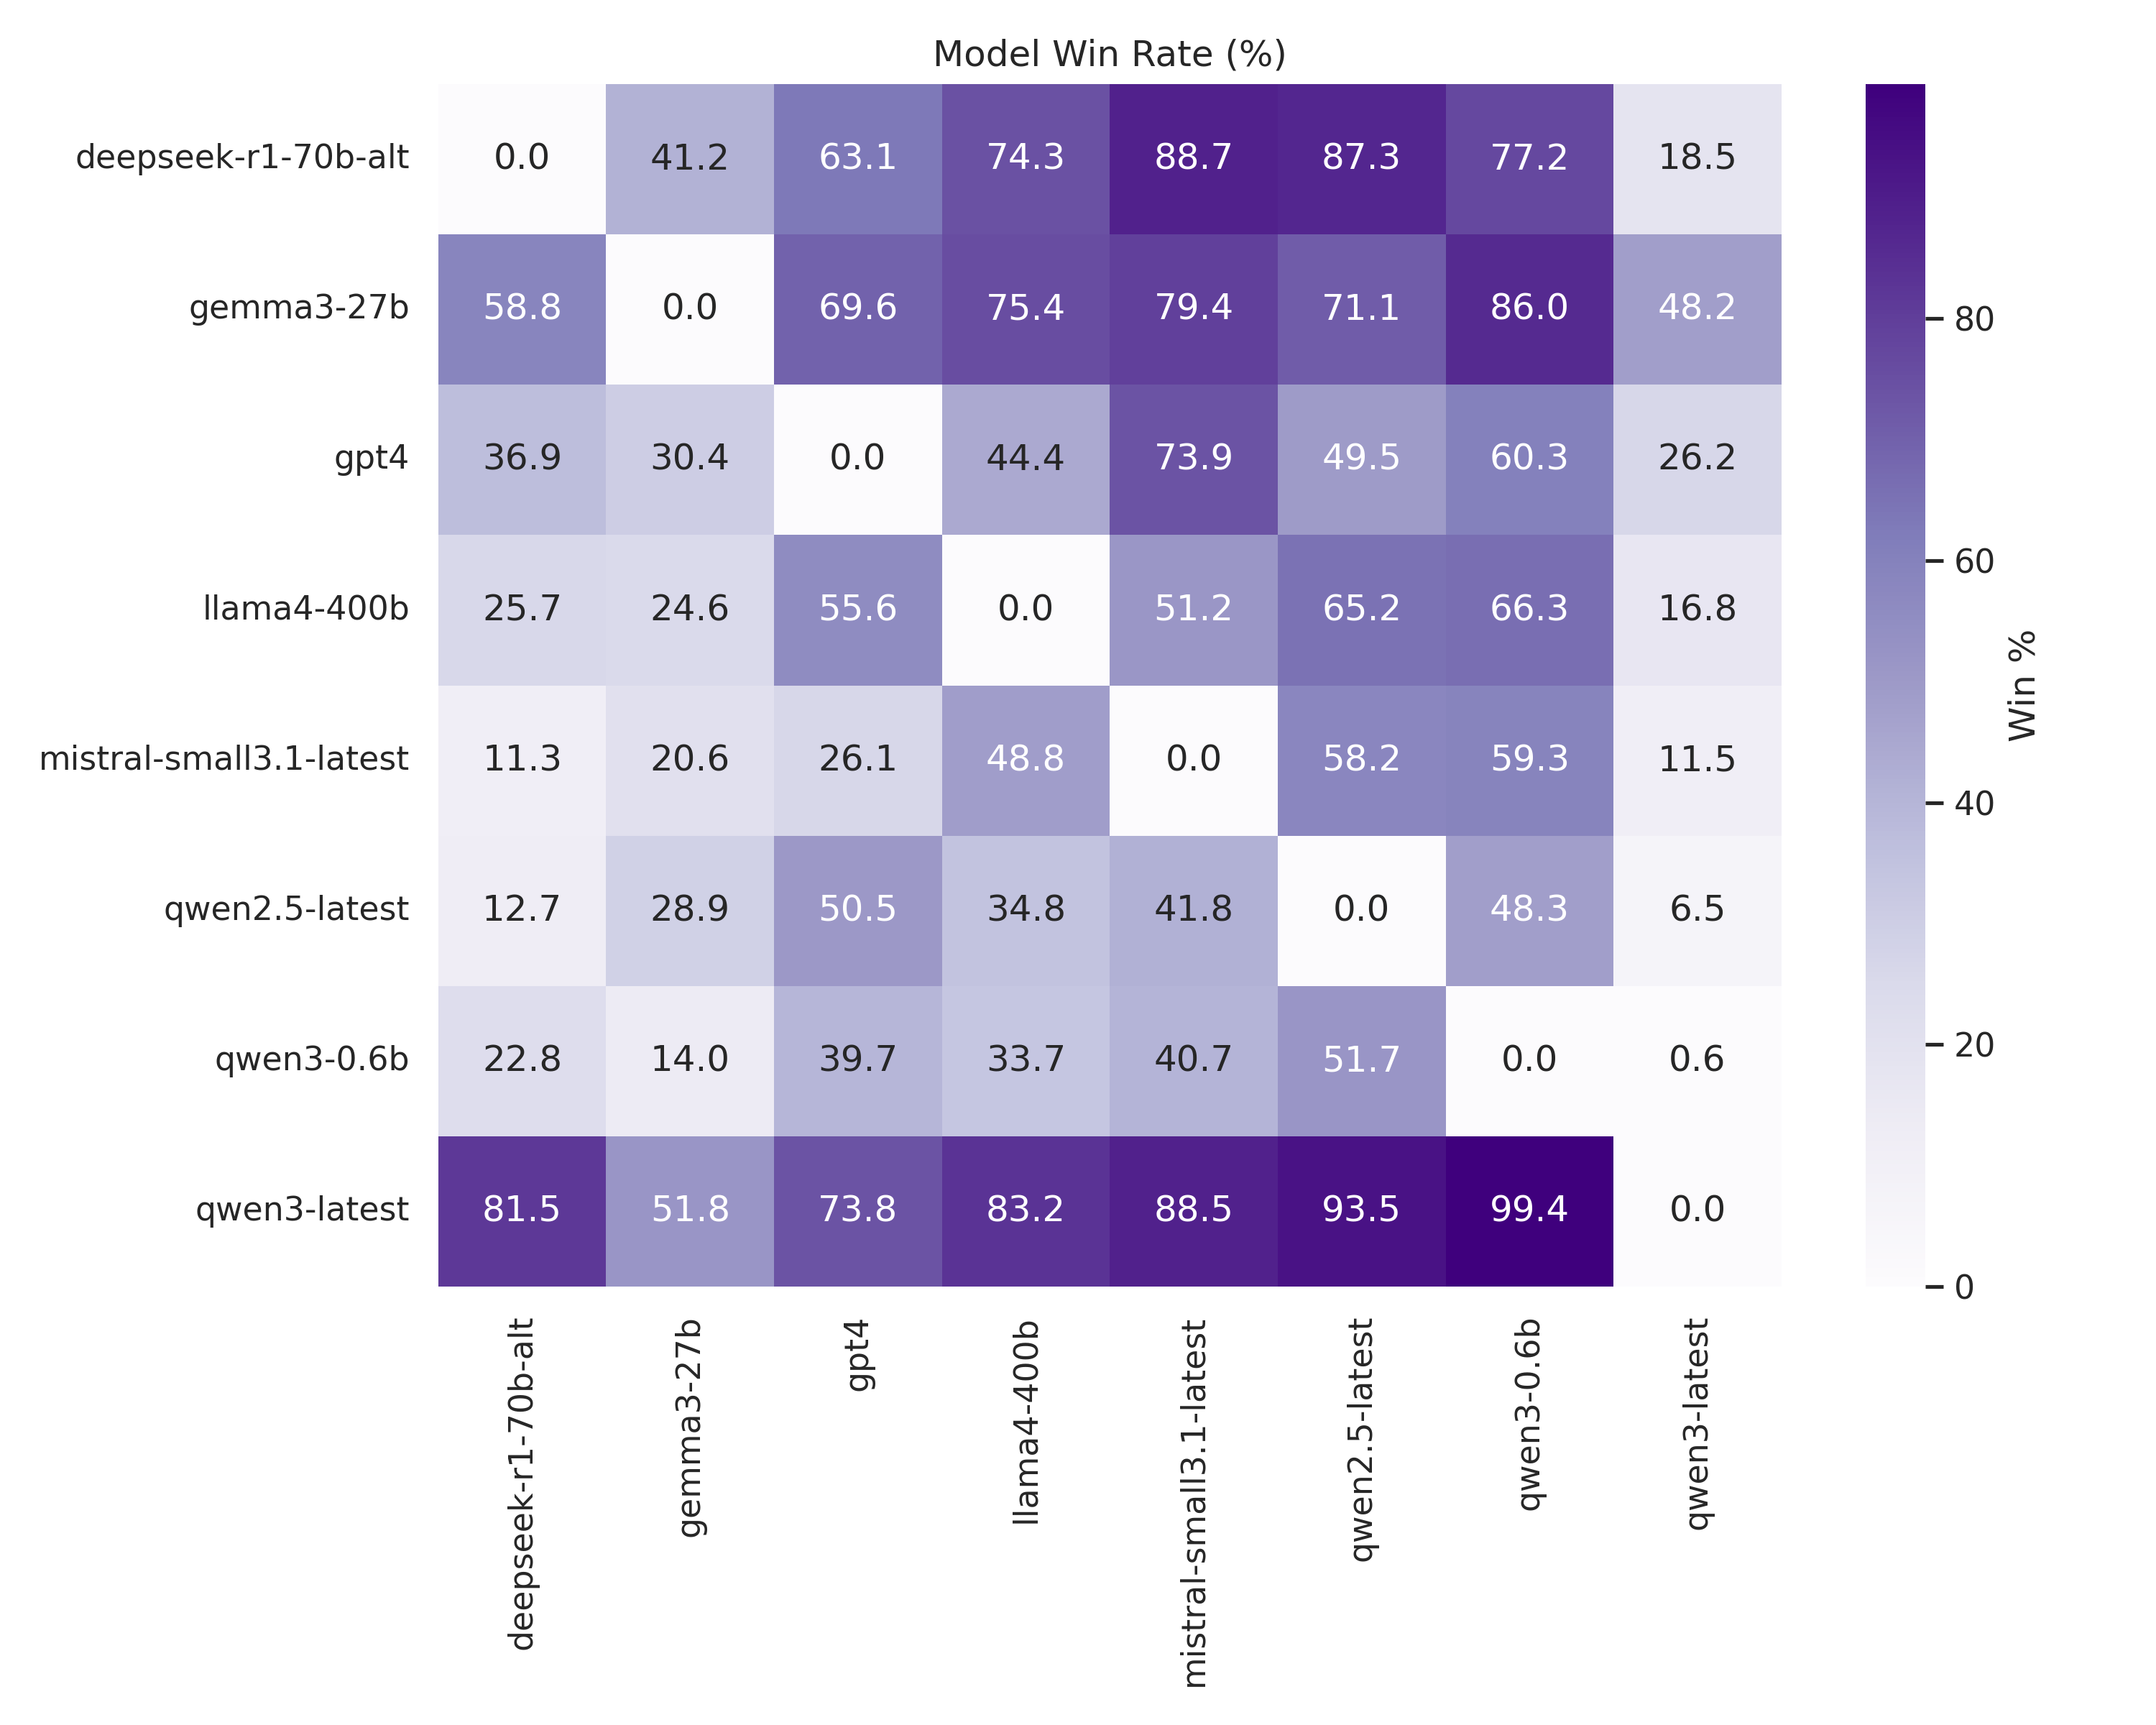 Model Win Rate (%)
deepseek-r1-70b-alt 0.0 41.2 63.1 74.3 88.7 87.3 77.2 18.5
gemma3-27b 58.8 0.0 69.6 75.4 79.4 71.1 86.0 48.2
gpt4 36.9 30.4 0.0 44.4 73.9 49.5 60.3 26.2
llama4-400b 25.7 24.6 55.6 0.0 51.2 65.2 66.3 16.8
mistral-small3.1-latest 11.3 20.6 26.1 48.8 0.0 58.2 59.3 11.5
qwen2.5-latest 12.7 28.9 50.5 34.8 41.8 0.0 48.3 6.5
qwen3-0.6b 22.8 14.0 39.7 33.7 40.7 51.7 0.0 0.6
qwen3-latest 81.5 51.8 73.8 83.2 88.5 93.5 99.4 0.0
deepseek-r1-70b-alt
gemma3-27b
gpt4
llama4-400b
mistral-small3.1-latest
qwen2.5-latest
qwen3-0.6b
qwen3-latest
80
60
40
20
0
Win %